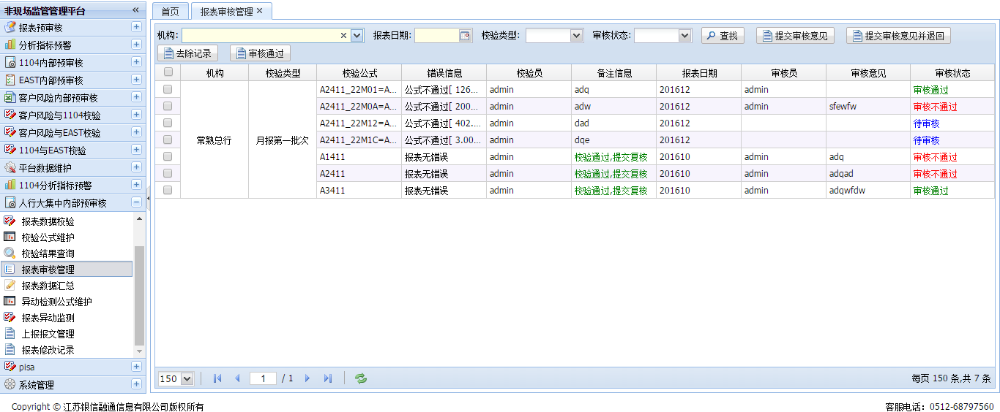 非现场监管管理平台
报表预审核
分析指标预警
1104内部预审核
EAST内部预审核
客户风险内部预审核
客户风险与1104校验
客户风险与EAST校验
1104与EAST校验
平台数据维护
1104分析指标预警
人行大集中内部预审核
报表数据校验
校验公式维护
校验结果查询
报表审核管理
报表数据汇总
异动检测公式维护
报表异动监测
上报报文管理
报表修改记录
pisa
系统管理
首页 报表审核管理
机构: 报表日期: 校验类型: 审核状态: 查找 提交审核意见 提交审核意见并退回
去除记录 审核通过
机构 校验类型 校验公式 错误信息 校验员 备注信息 报表日期 审核员 审核意见 审核状态
常熟总行 月报第一批次
A2411_22M01=A... 公式不通过[ 126... admin adq 201612 admin 审核通过
A2411_22M0A=A... 公式不通过[ 200... admin adw 201612 admin sfewfw 审核不通过
A2411_22M12=A... 公式不通过[ 402.... admin dad 201612 待审核
A2411_22M1C=A... 公式不通过[ 3.00... admin dqe 201612 待审核
A1411 报表无错误 admin 校验通过,提交复核 201610 admin adq 审核不通过
A2411 报表无错误 admin 校验通过,提交复核 201610 admin adqad 审核不通过
A3411 报表无错误 admin 校验通过,提交复核 201610 admin adqwfdw 审核通过
150 1 / 1 每页 150 条,共 7 条
Copyright © 江苏银信融通信息有限公司版权所有 客服电话：0512-68797560